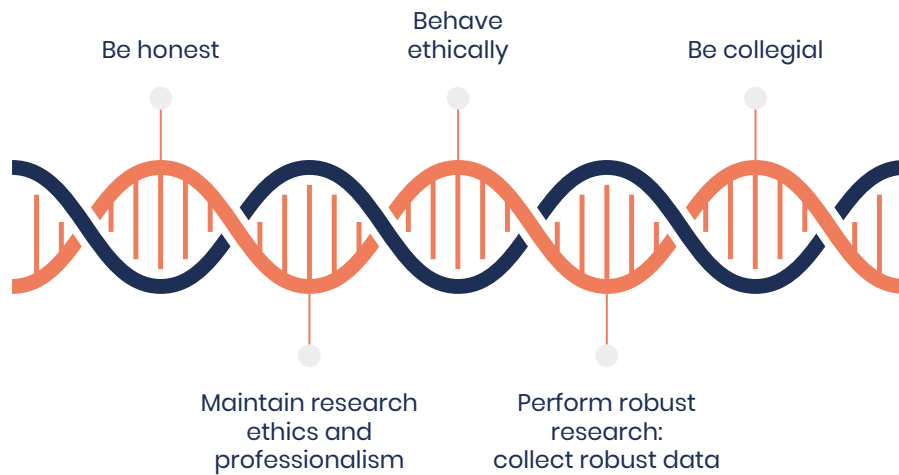 Be honest
Behave
ethically
Be collegial
Maintain research
ethics and
professionalism
Perform robust
research:
collect robust data